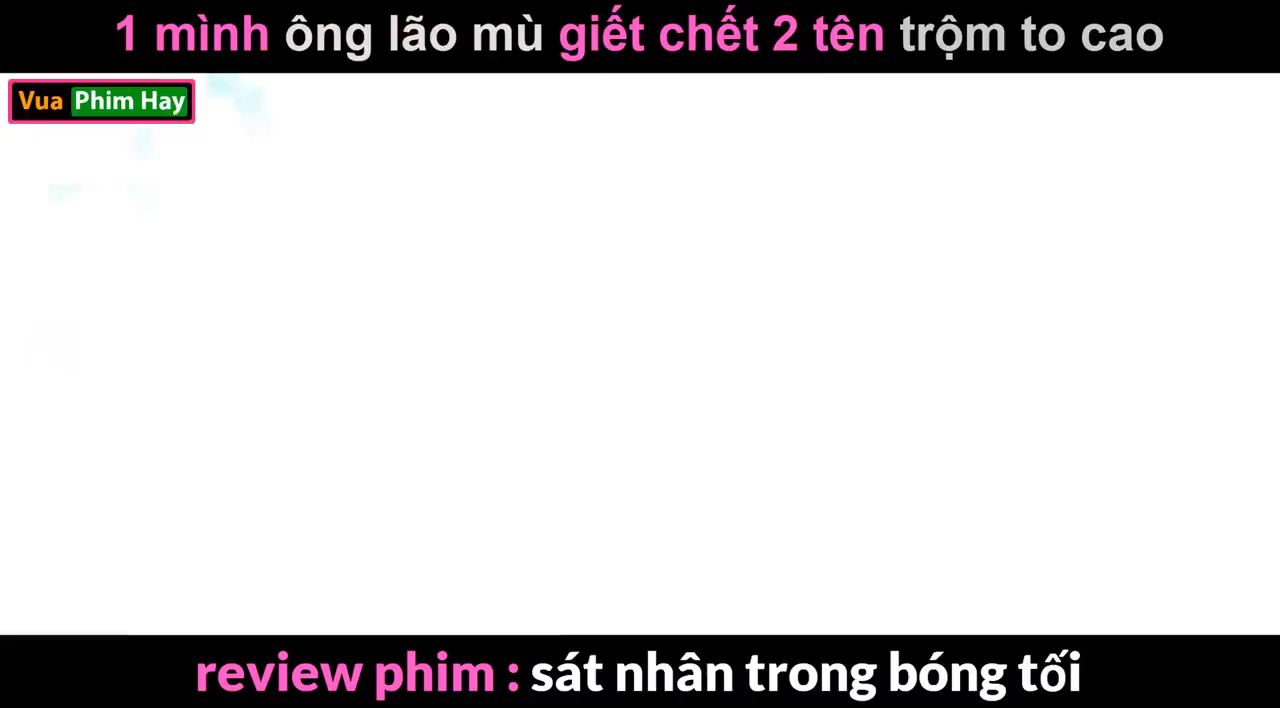 1 mình ông lão mù giết chết 2 tên trộm to cao
Vua Phim Hay
review phim : sát nhân trong bóng tối